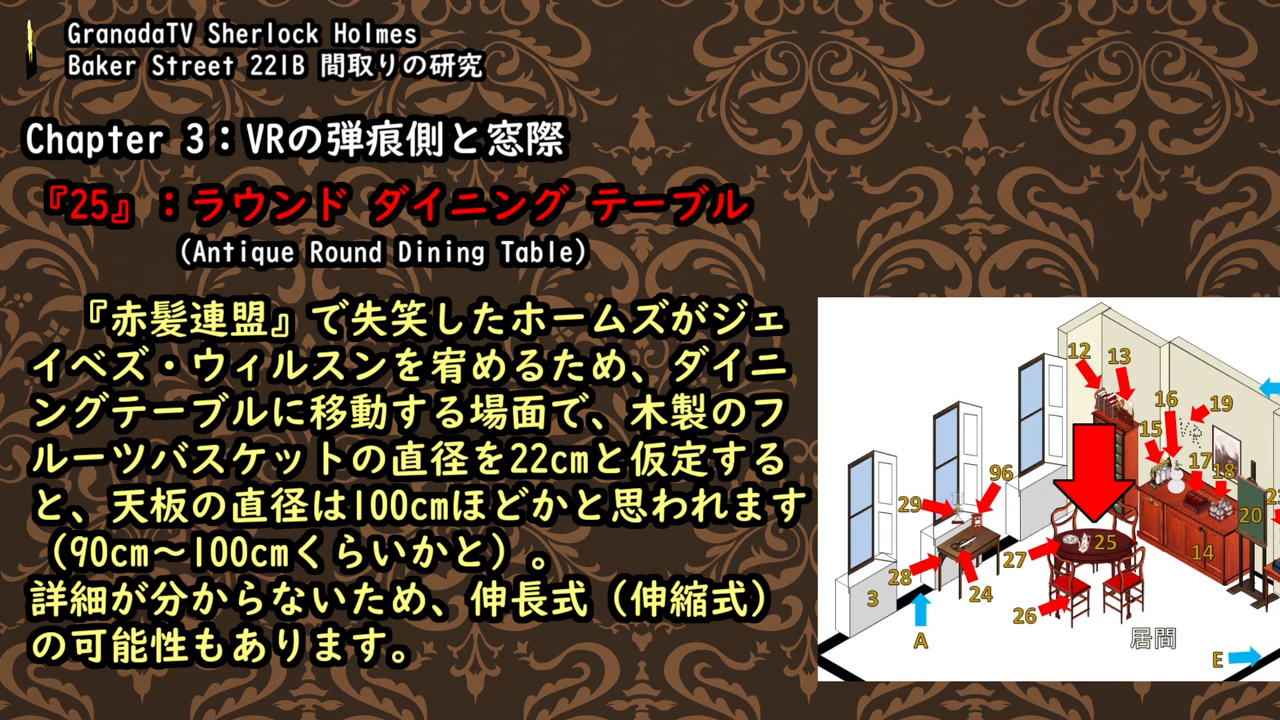 GranadaTV Sherlock Holmes
Baker Street 221B 間取りの研究
Chapter 3：VRの弾痕側と窓際
『25』：ラウンド ダイニング テーブル
(Antique Round Dining Table)
『赤髪連盟』で失笑したホームズがジェ
イベズ・ウィルスンを宥めるため、ダイニ
ングテーブルに移動する場面で、木製のフ
ルーツバスケットの直径を22cmと仮定する
と、天板の直径は100cmほどかと思われます
（90cm～100cmくらいかと）。
詳細が分からないため、伸長式（伸縮式）
の可能性もあります。
12
13
16
19
15
17
18
96
29
20
25
27
14
28
24
3
26
A
居間
E